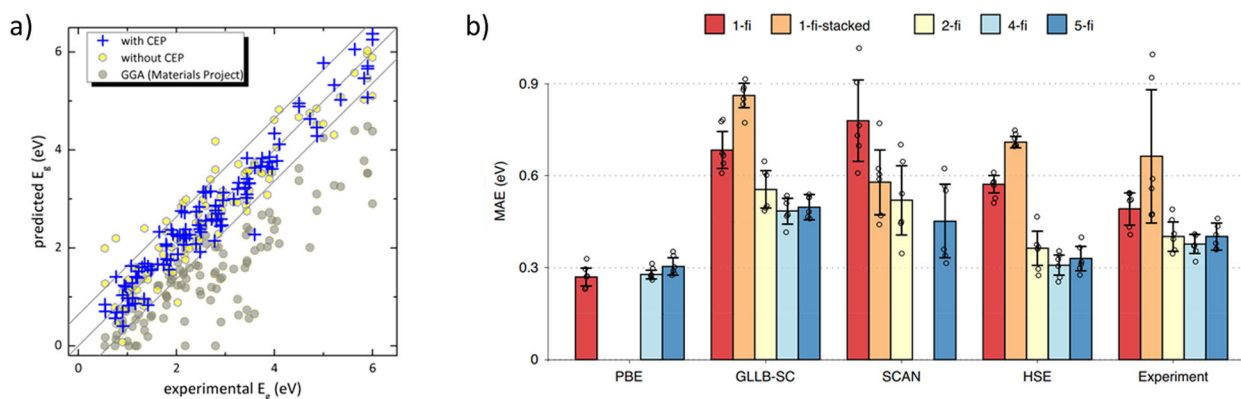 a)
with CEP
without CEP
GGA (Materials Project)
predicted Eg (eV)
6
4
2
0
0 2 4 6
experimental Eg (eV)
b)
1-fi 1-fi-stacked 2-fi 4-fi 5-fi
MAE (eV)
0.9
0.6
0.3
0
PBE GLLB-SC SCAN HSE Experiment